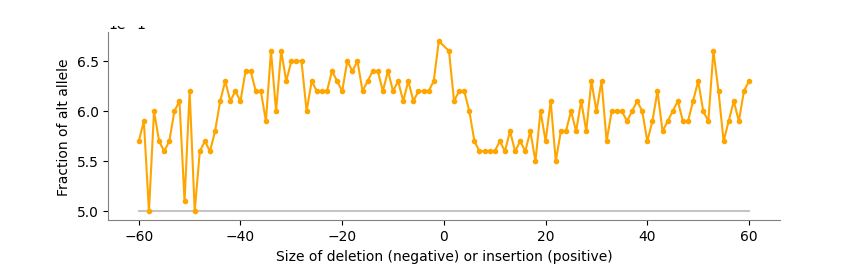 6.5
6.0
5.5
5.0
Fraction of alt allele
−60 −40 −20 0 20 40 60
Size of deletion (negative) or insertion (positive)